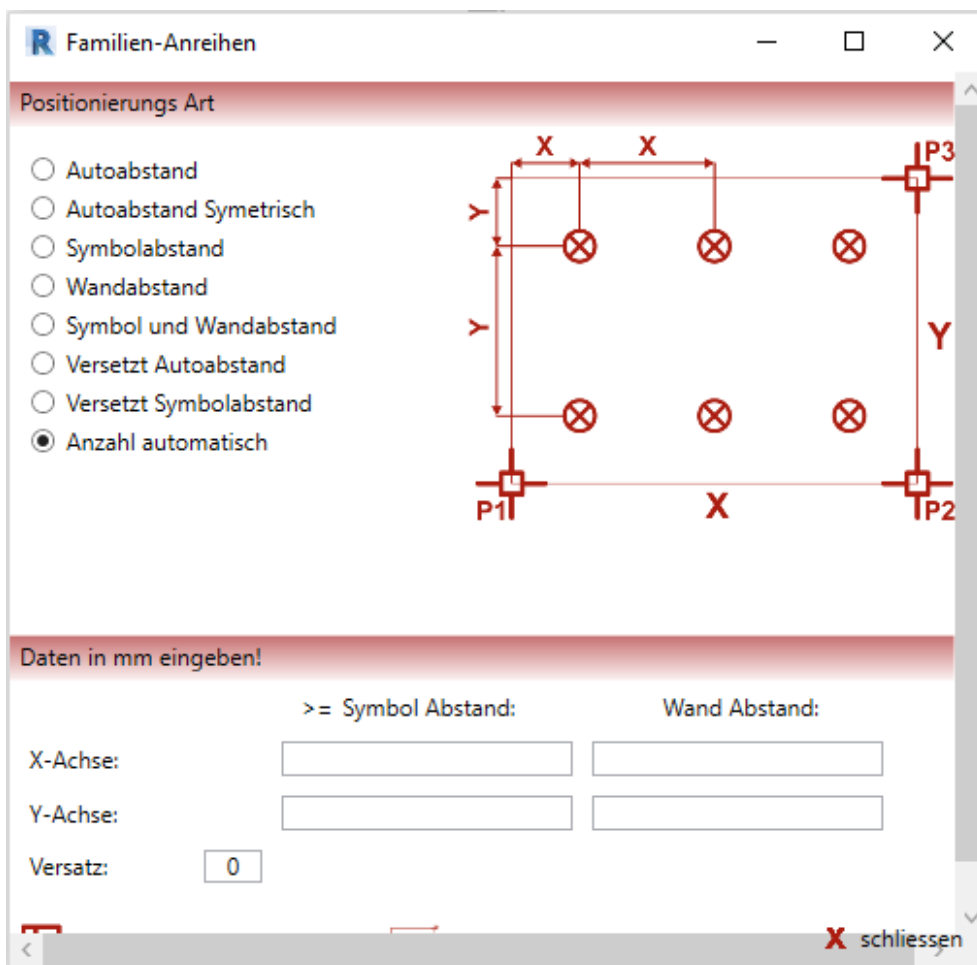 Familien-Anreihen
Positionierungs Art
Autoabstand
Autoabstand Symetrisch
Symbolabstand
Wandabstand
Symbol und Wandabstand
Versetzt Autoabstand
Versetzt Symbolabstand
Anzahl automatisch
X X
P3
Y
Y
Y
P1
X
P2
Daten in mm eingeben!
>= Symbol Abstand: Wand Abstand:
X-Achse:
Y-Achse:
Versatz: 0
X schliessen